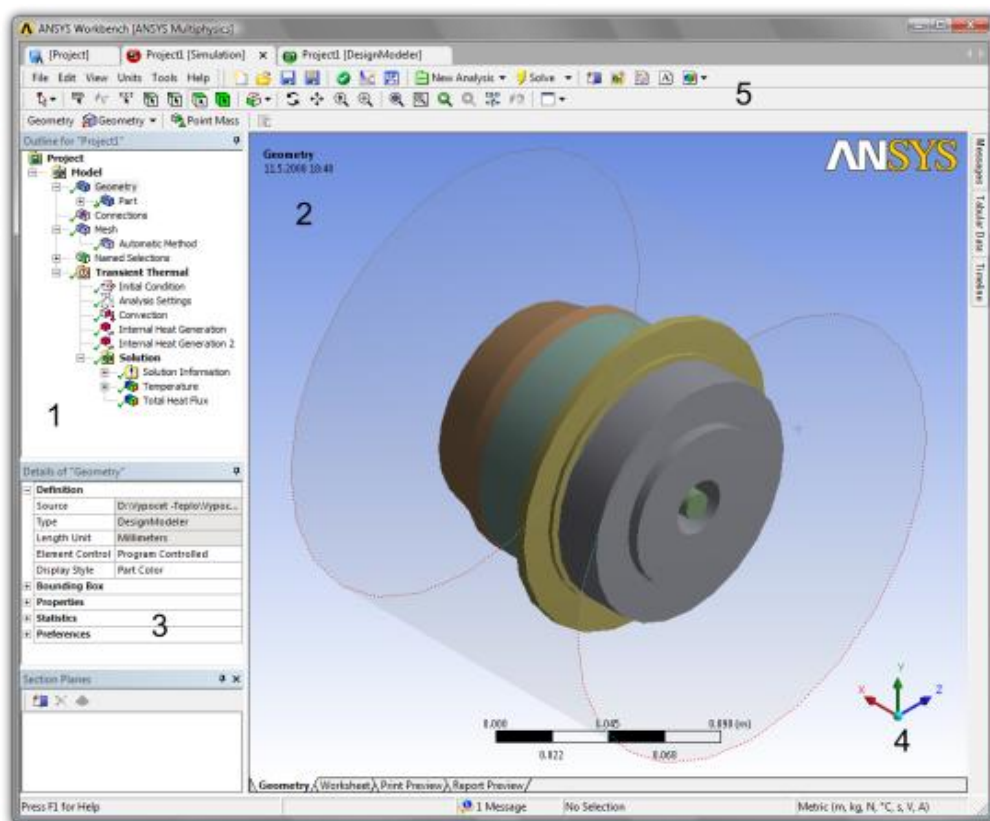 ANSYS Workbench [ANSYS Multiphysics]
[Project] Project1 [Simulation] Project1 [DesignModeler]
File Edit View Units Tools Help New Analysis Solve
5
Geometry Geometry Point Mass
Outline for "Project1"
Project
Model
Geometry
Part
Connections
Mesh
Automatic Method
Named Selections
Transient Thermal
Initial Condition
Analysis Settings
Convection
Internal Heat Generation
Internal Heat Generation 2
Solution
Solution Information
Temperature
Total Heat Flux
1
Geometry
2
ANSYS
Messages
Tabular Data
Timeline
Details of "Geometry"
Definition
Source D:\Vypocet -Teplo\Vypoc...
Type DesignModeler
Length Unit Millimeters
Element Control Program Controlled
Display Style Part Color
Bounding Box
Properties
Statistics
Preferences
3
Section Planes
Y
X Z
4
0.000 0.045 0.090 (m)
0.022 0.068
Geometry Worksheet Print Preview Report Preview
Press F1 for Help 1 Message No Selection Metric (m, kg, N, °C, s, V, A)